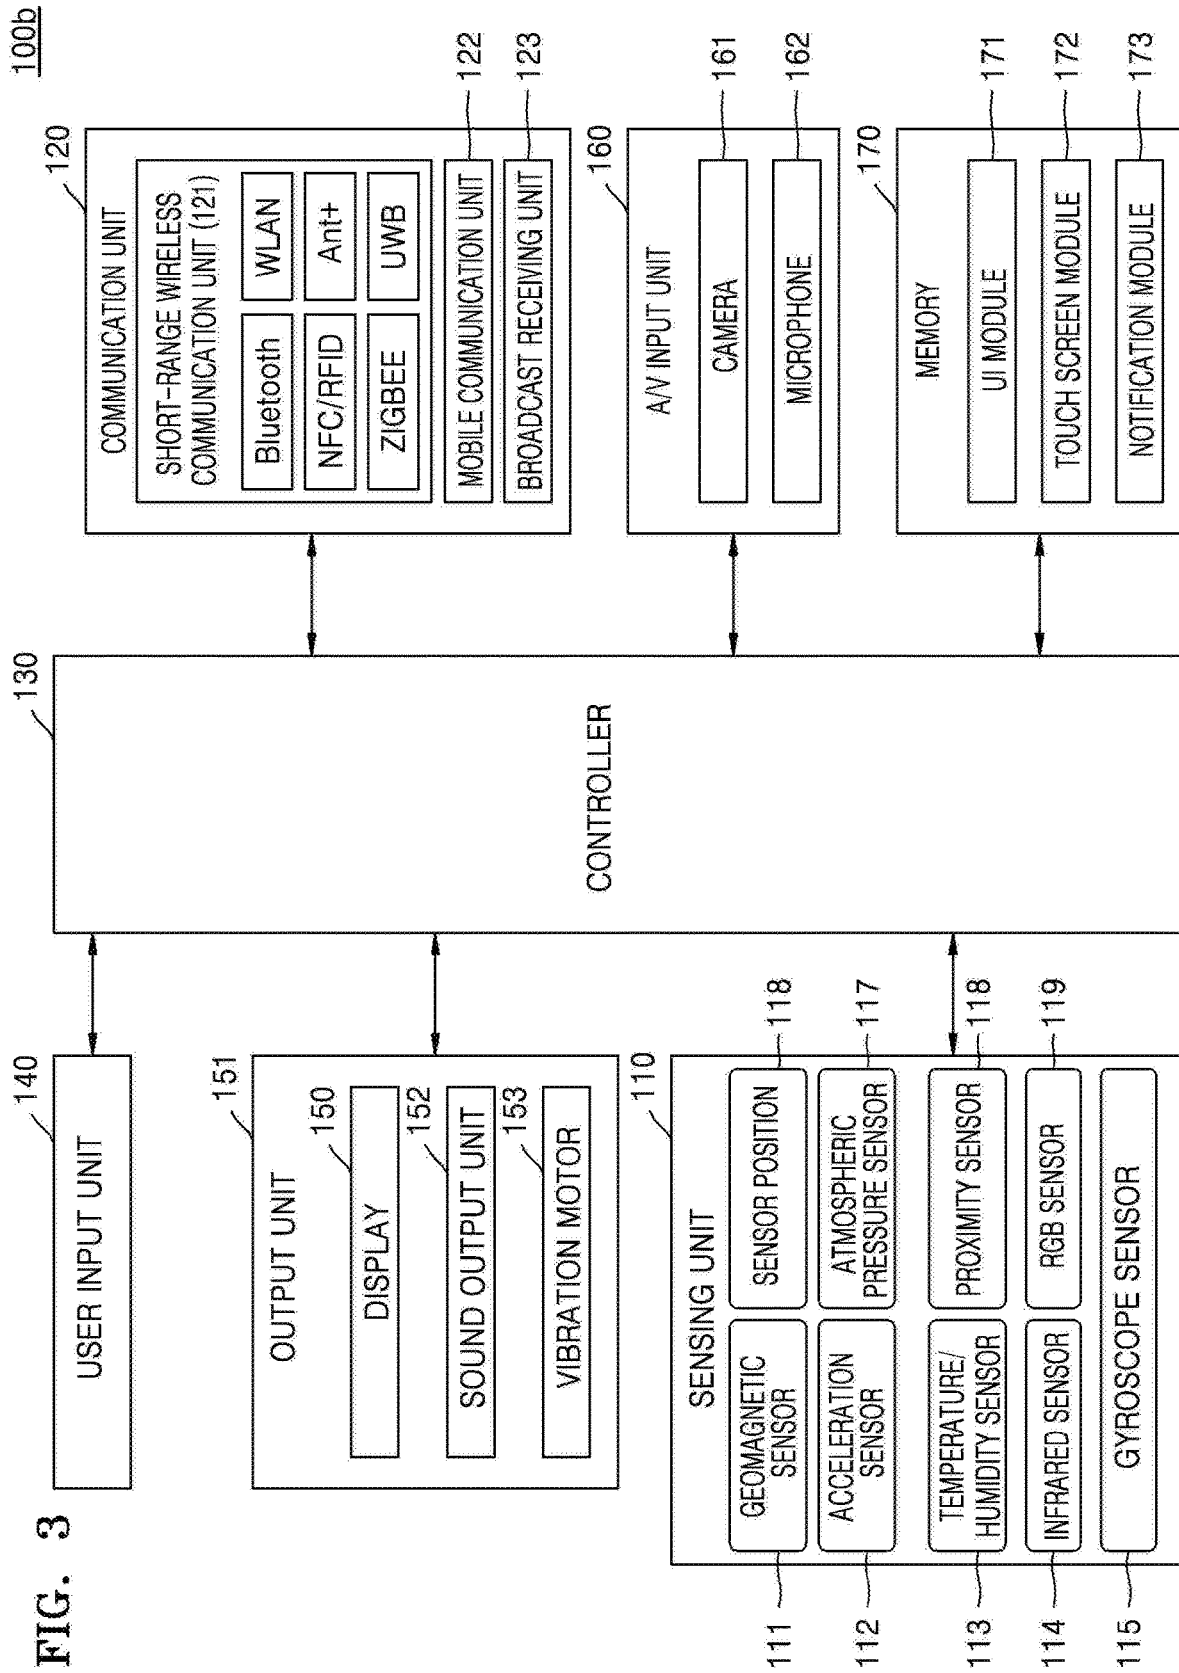 FIG. 3
100b
140
USER INPUT UNIT
151
OUTPUT UNIT
150
DISPLAY
152
SOUND OUTPUT UNIT
153
VIBRATION MOTOR
110
SENSING UNIT
111
GEOMAGNETIC
SENSOR
SENSOR POSITION
118
112
ACCELERATION
SENSOR
ATMOSPHERIC
PRESSURE SENSOR
117
113
TEMPERATURE/
HUMIDITY SENSOR
PROXIMITY SENSOR
118
114
INFRARED SENSOR
RGB SENSOR
119
115
GYROSCOPE SENSOR
130
CONTROLLER
120
COMMUNICATION UNIT
SHORT-RANGE WIRELESS
COMMUNICATION UNIT (121)
Bluetooth
WLAN
NFC/RFID
Ant+
ZIGBEE
UWB
MOBILE COMMUNICATION UNIT
122
BROADCAST RECEIVING UNIT
123
160
A/V INPUT UNIT
CAMERA
161
MICROPHONE
162
170
MEMORY
UI MODULE
171
TOUCH SCREEN MODULE
172
NOTIFICATION MODULE
173